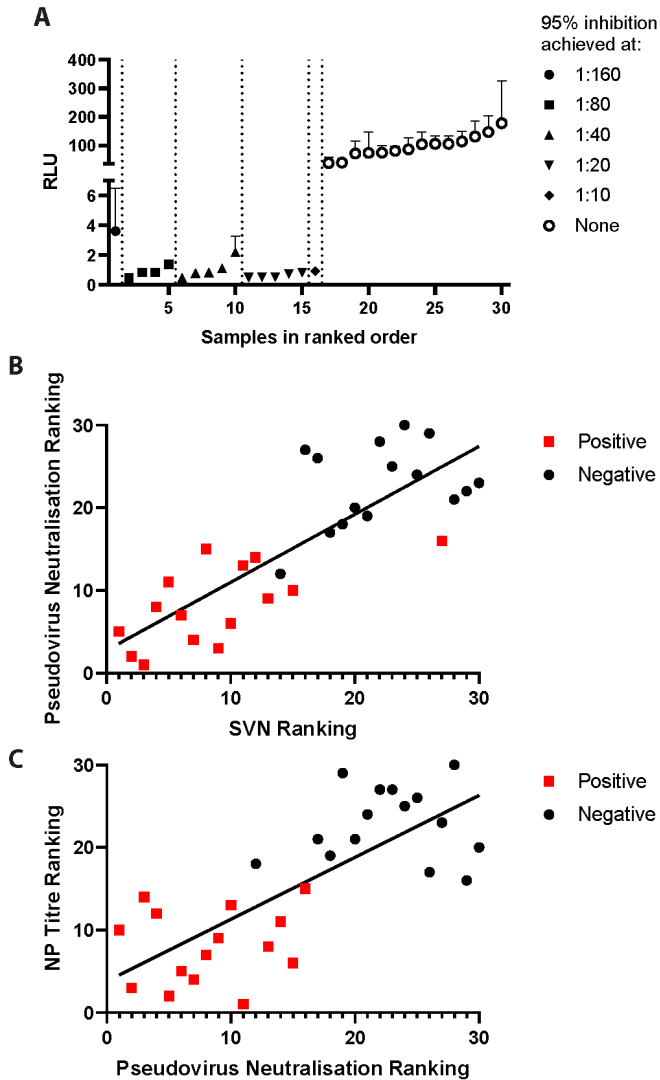 A
95% inhibition
achieved at:
1:160
1:80
1:40
1:20
1:10
None
400
300
200
100
6
4
2
0
RLU
5 10 15 20 25 30
Samples in ranked order
B
Pseudovirus Neutralisation Ranking
30
20
10
0
0 10 20 30
SVN Ranking
Positive
Negative
C
NP Titre Ranking
30
20
10
0
0 10 20 30
Pseudovirus Neutralisation Ranking
Positive
Negative